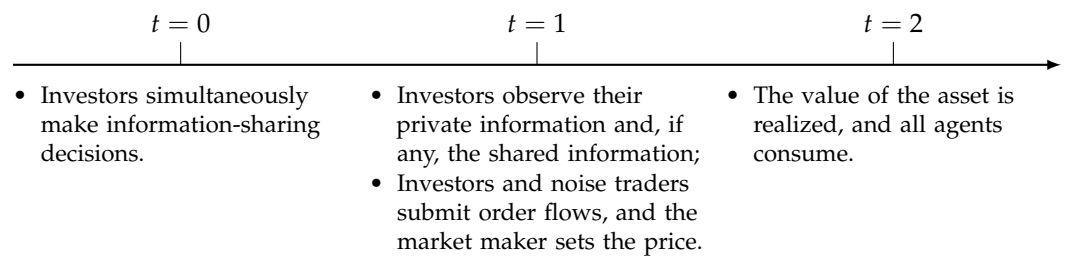 t = 0
t = 1
t = 2
• Investors simultaneously
make information-sharing
decisions.
• Investors observe their
private information and, if
any, the shared information;
• Investors and noise traders
submit order flows, and the
market maker sets the price.
• The value of the asset is
realized, and all agents
consume.